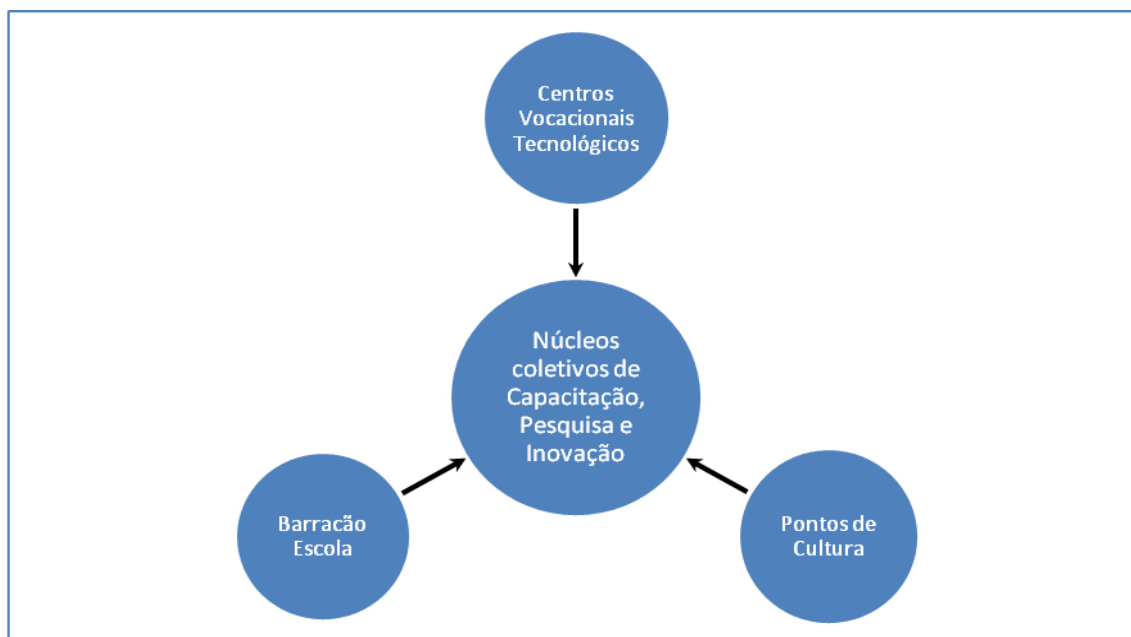 Centros
Vocacionais
Tecnológicos
Núcleos
coletivos de
Capacitação,
Pesquisa e
Inovação
Barracão
Escola
Pontos de
Cultura